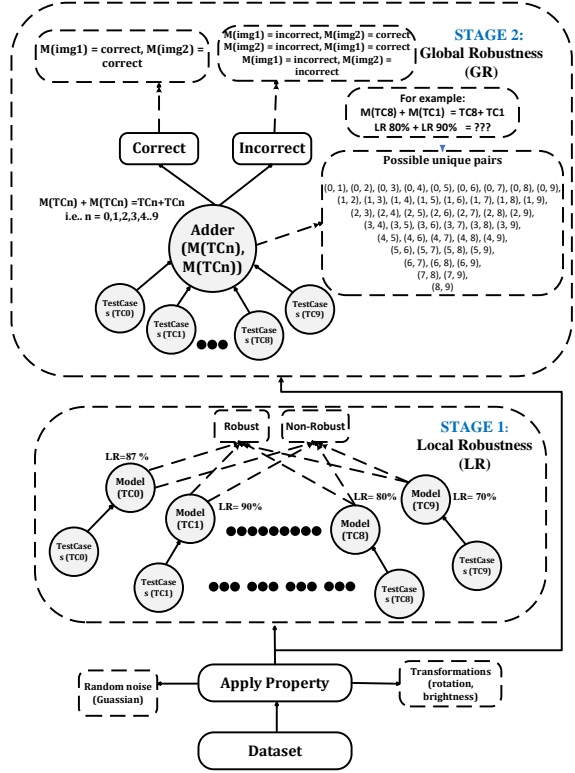 M(img1) = correct, M(img2) =
correct
M(img1) = incorrect, M(img2) = correct
M(img2) = incorrect, M(img1) = correct
M(img1) = incorrect, M(img2) =
incorrect
STAGE 2:
Global Robustness
(GR)
For example:
M(TC8) + M(TC1) = TC8+ TC1
LR 80% + LR 90% = ???
Correct
Incorrect
Possible unique pairs
(0, 1), (0, 2), (0, 3), (0, 4), (0, 5), (0, 6), (0, 7), (0, 8), (0, 9),
(1, 2), (1, 3), (1, 4), (1, 5), (1, 6), (1, 7), (1, 8), (1, 9),
(2, 3), (2, 4), (2, 5), (2, 6), (2, 7), (2, 8), (2, 9),
(3, 4), (3, 5), (3, 6), (3, 7), (3, 8), (3, 9),
(4, 5), (4, 6), (4, 7), (4, 8), (4, 9),
(5, 6), (5, 7), (5, 8), (5, 9),
(6, 7), (6, 8), (6, 9),
(7, 8), (7, 9),
(8, 9)
M(TCn) + M(TCn) =TCn+TCn
i.e.. n = 0,1,2,3,4..9
Adder
(M(TCn),
M(TCn))
TestCase
s (TC0)
TestCase
s (TC1)
TestCase
s (TC8)
TestCase
s (TC9)
STAGE 1:
Local Robustness
(LR)
Robust
Non-Robust
LR=87 %
Model
(TC0)
Model
(TC1)
LR= 90%
LR= 80%
Model
(TC8)
Model
(TC9)
LR= 70%
TestCase
s (TC0)
TestCase
s (TC1)
TestCase
s (TC8)
TestCase
s (TC9)
Random noise
(Guassian)
Apply Property
Transformations
(rotation,
brightness)
Dataset